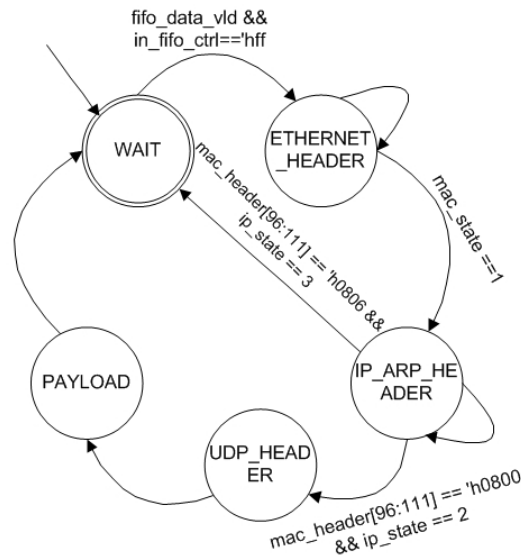 fifo_data_vld &&
in_fifo_ctrl=='hff
WAIT
ETHERNET
_HEADER
mac_header[96:111] == 'h0806 &&
ip_state == 3
mac_state ==1
PAYLOAD
IP_ARP_HE
ADER
UDP_HEAD
ER
mac_header[96:111] == 'h0800
&& ip_state == 2